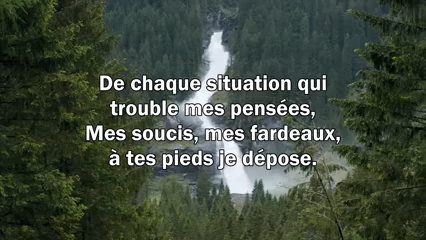 De chaque situation qui
trouble mes pensées,
Mes soucis, mes fardeaux,
à tes pieds je dépose.